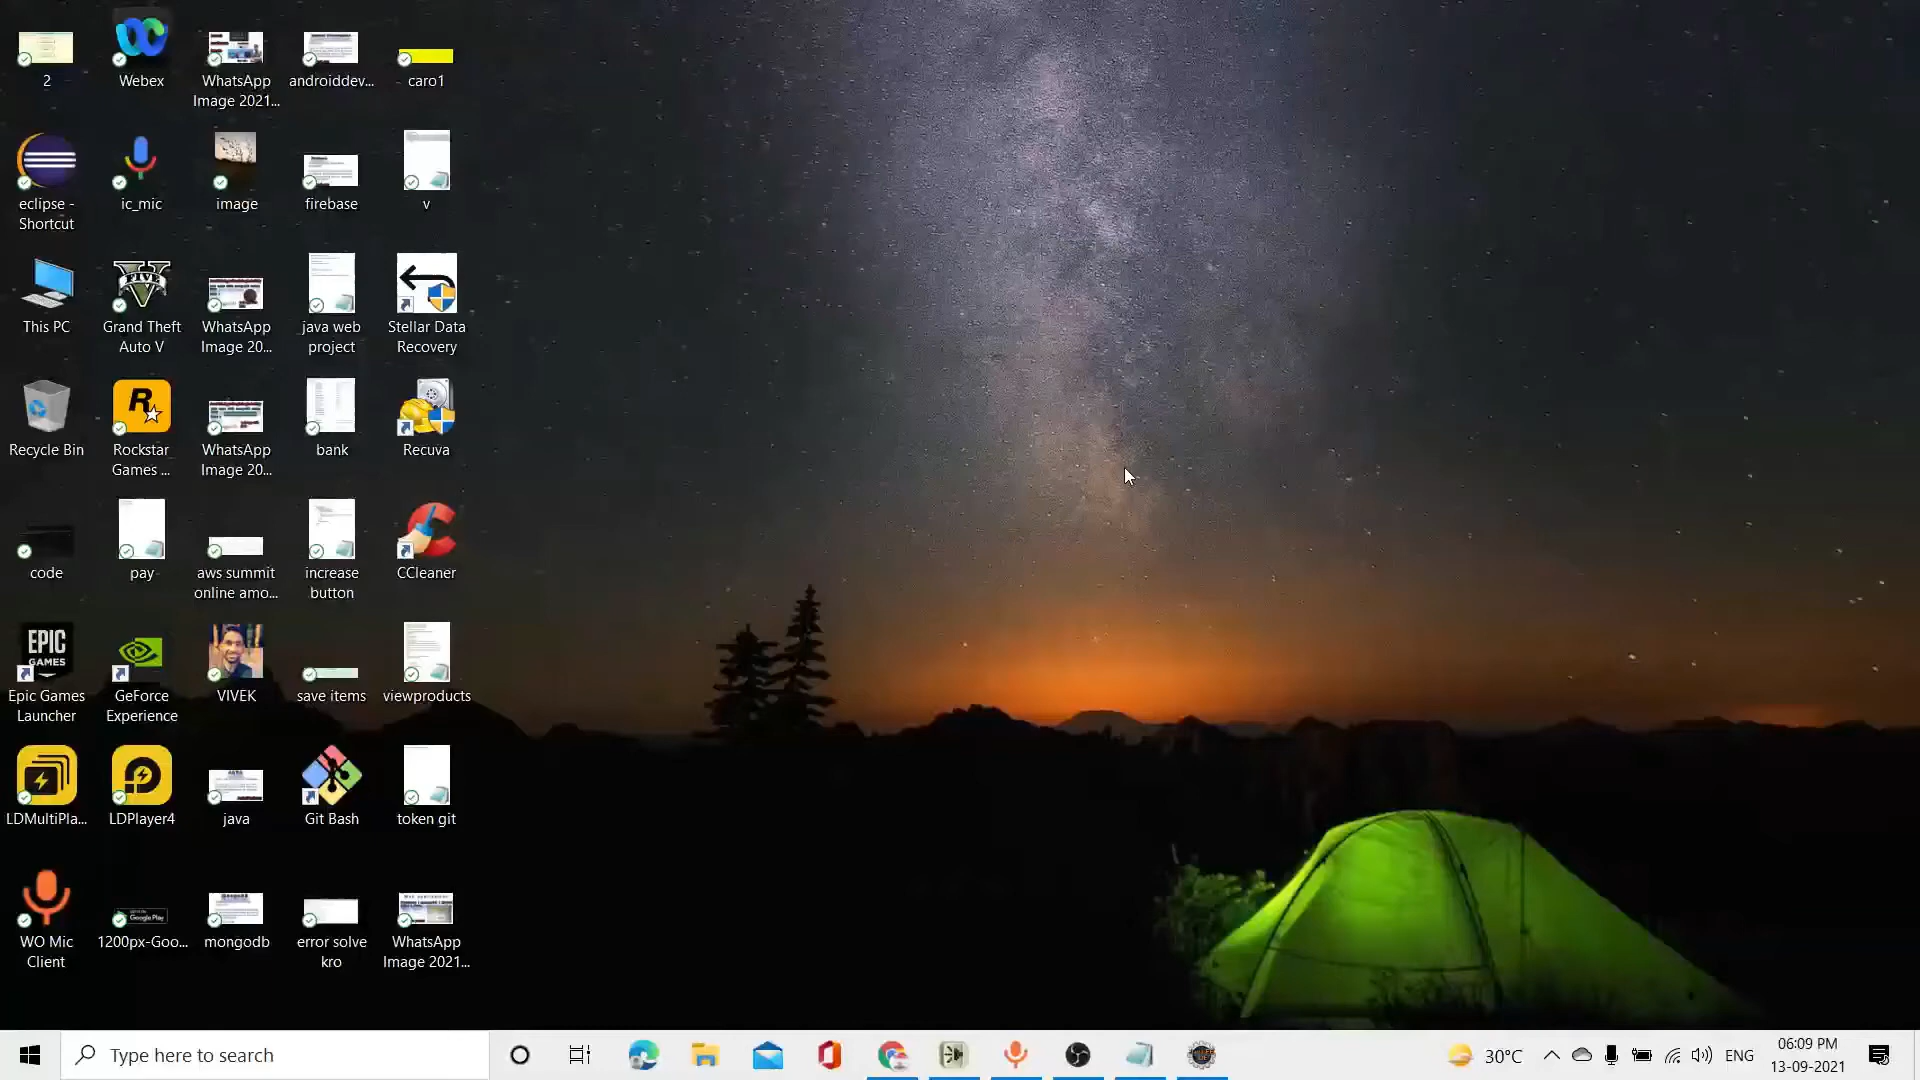 2
Webex
WhatsApp
Image 2021...
androiddev...
caro1
eclipse -
Shortcut
ic_mic
image
firebase
v
This PC
FIVE
Grand Theft
Auto V
WhatsApp
Image 20...
java web
project
Stellar Data
Recovery
Recycle Bin
R
Rockstar
Games ...
WhatsApp
Image 20...
bank
Recuva
code
pay
aws summit
online amo...
increase
button
CCleaner
EPIC
GAMES
Epic Games
Launcher
GeForce
Experience
VIVEK
save items
viewproducts
LDMultiPla...
LDPlayer4
java
Git Bash
token git
WO Mic
Client
Google Play
1200px-Goo...
mongodb
error solve
kro
WhatsApp
Image 2021...
Type here to search
30°C
ENG
06:09 PM
13-09-2021